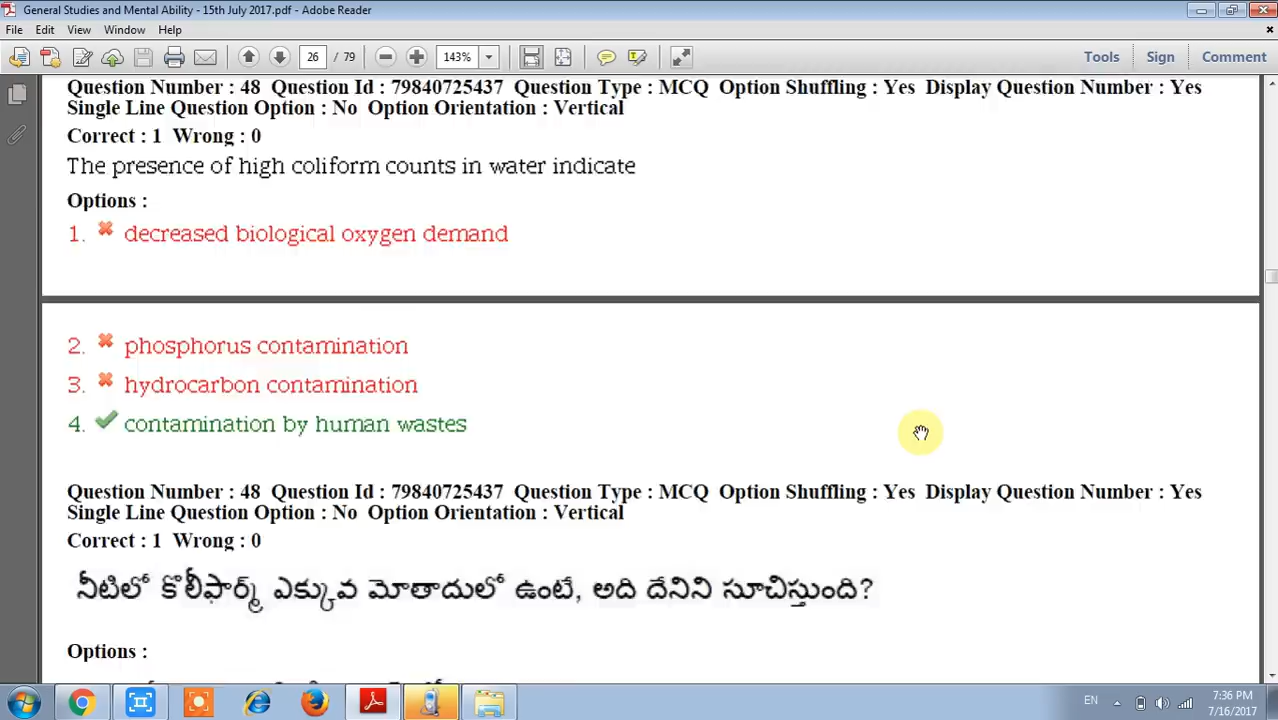 General Studies and Mental Ability - 15th July 2017.pdf - Adobe Reader
File Edit View Window Help
26 / 79 143% Tools Sign Comment
Question Number : 48 Question Id : 79840725437 Question Type : MCQ Option Shuffling : Yes Display Question Number : Yes
Single Line Question Option : No Option Orientation : Vertical
Correct : 1 Wrong : 0
The presence of high coliform counts in water indicate
Options :
1. decreased biological oxygen demand
2. phosphorus contamination
3. hydrocarbon contamination
4. contamination by human wastes
Question Number : 48 Question Id : 79840725437 Question Type : MCQ Option Shuffling : Yes Display Question Number : Yes
Single Line Question Option : No Option Orientation : Vertical
Correct : 1 Wrong : 0
నీటిలో కొలీఫార్మ్ ఎక్కువ మోతాదులో ఉంటే, అది దేనిని సూచిస్తుంది?
Options :
EN 7:36 PM
7/16/2017